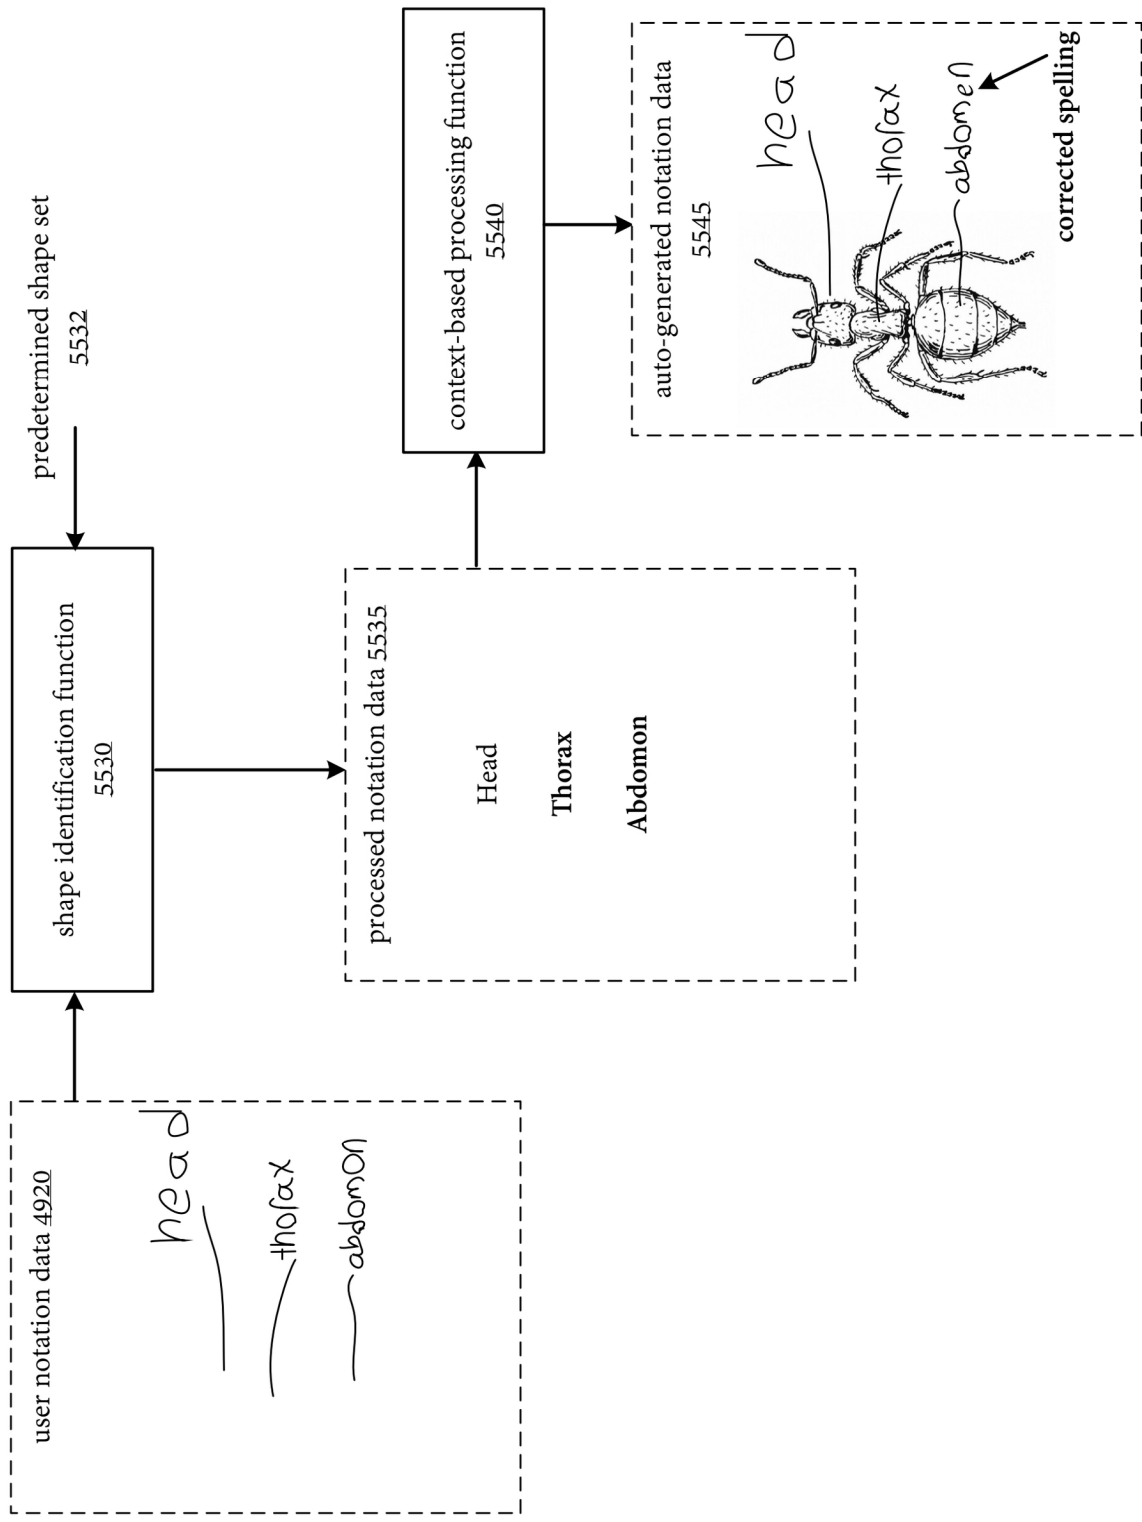 user notation data 4920
head
thorax
abdomon
shape identification function
5530
predetermined shape set
5532
processed notation data 5535
Head
Thorax
Abdomon
context-based processing function
5540
auto-generated notation data
5545
head
thorax
abdomen
corrected spelling